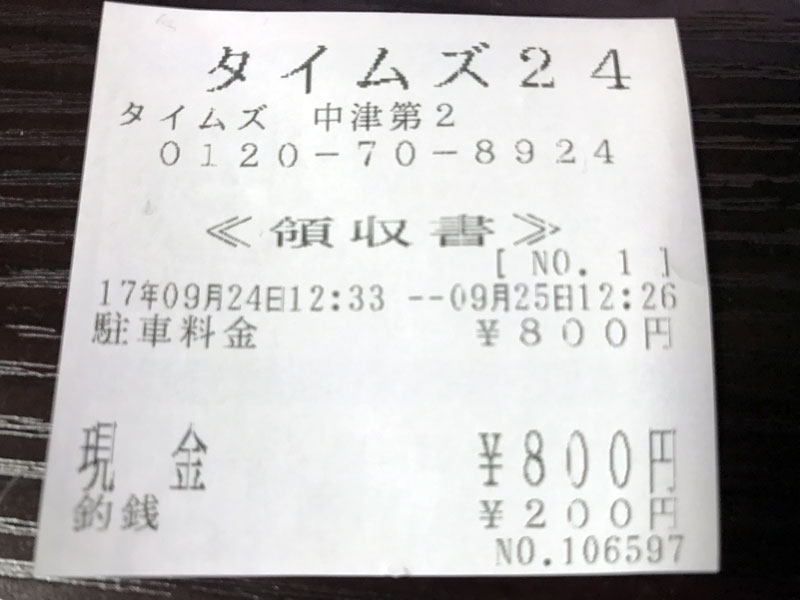 タイムズ24
タイムズ 中津第2
0120-70-8924
≪領収書≫
[ NO. 1 ]
17年09月24日12:33 --09月25日12:26
駐車料金 ¥800円
現 金 ¥800円
釣銭 ¥200円
NO.106597